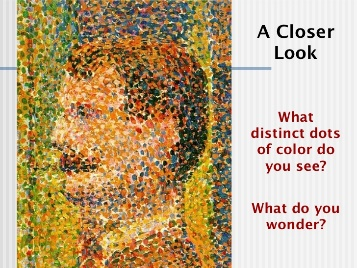 A Closer
Look
What
distinct dots
of color do
you see?
What do you
wonder?